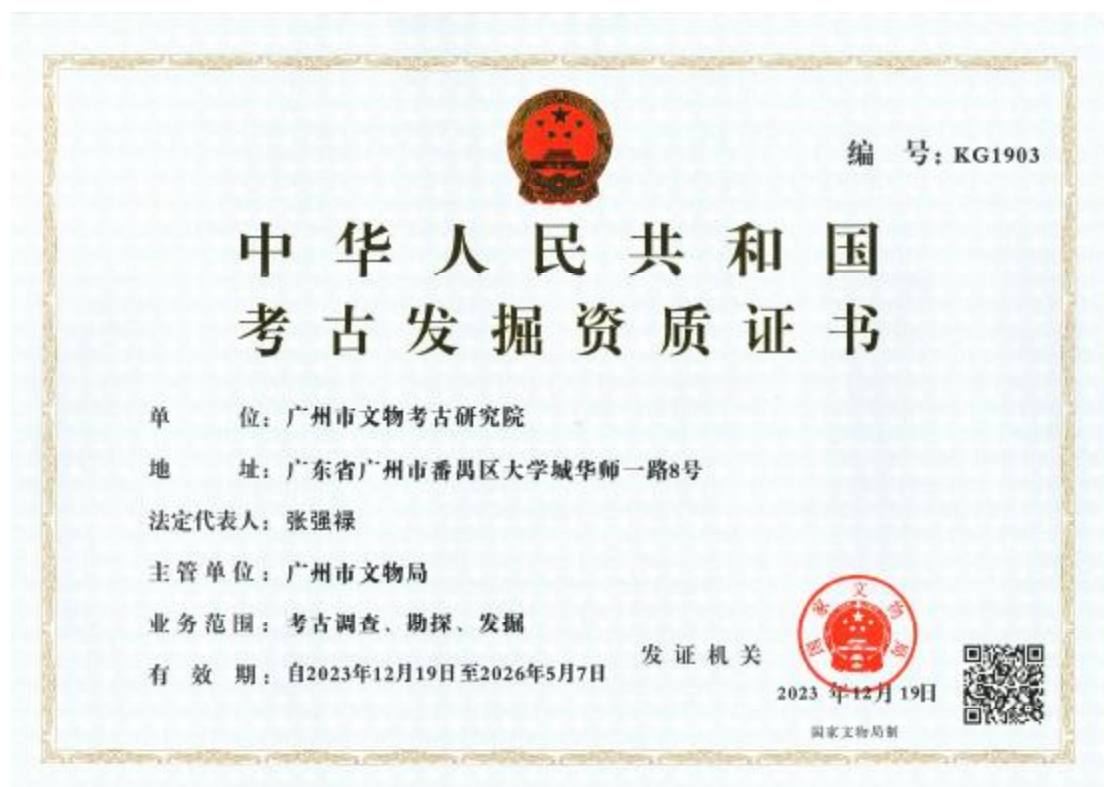 编 号：KG1903
中华人民共和国
考古发掘资质证书
单 位：广州市文物考古研究院
地 址：广东省广州市番禺区大学城华师一路8号
法定代表人：张强禄
主管单位：广州市文物局
业务范围：考古调查、勘探、发掘
有 效 期：自2023年12月19日至2026年5月7日
发证机关
国家文物局
2023 年 12月 19日
国家文物局制